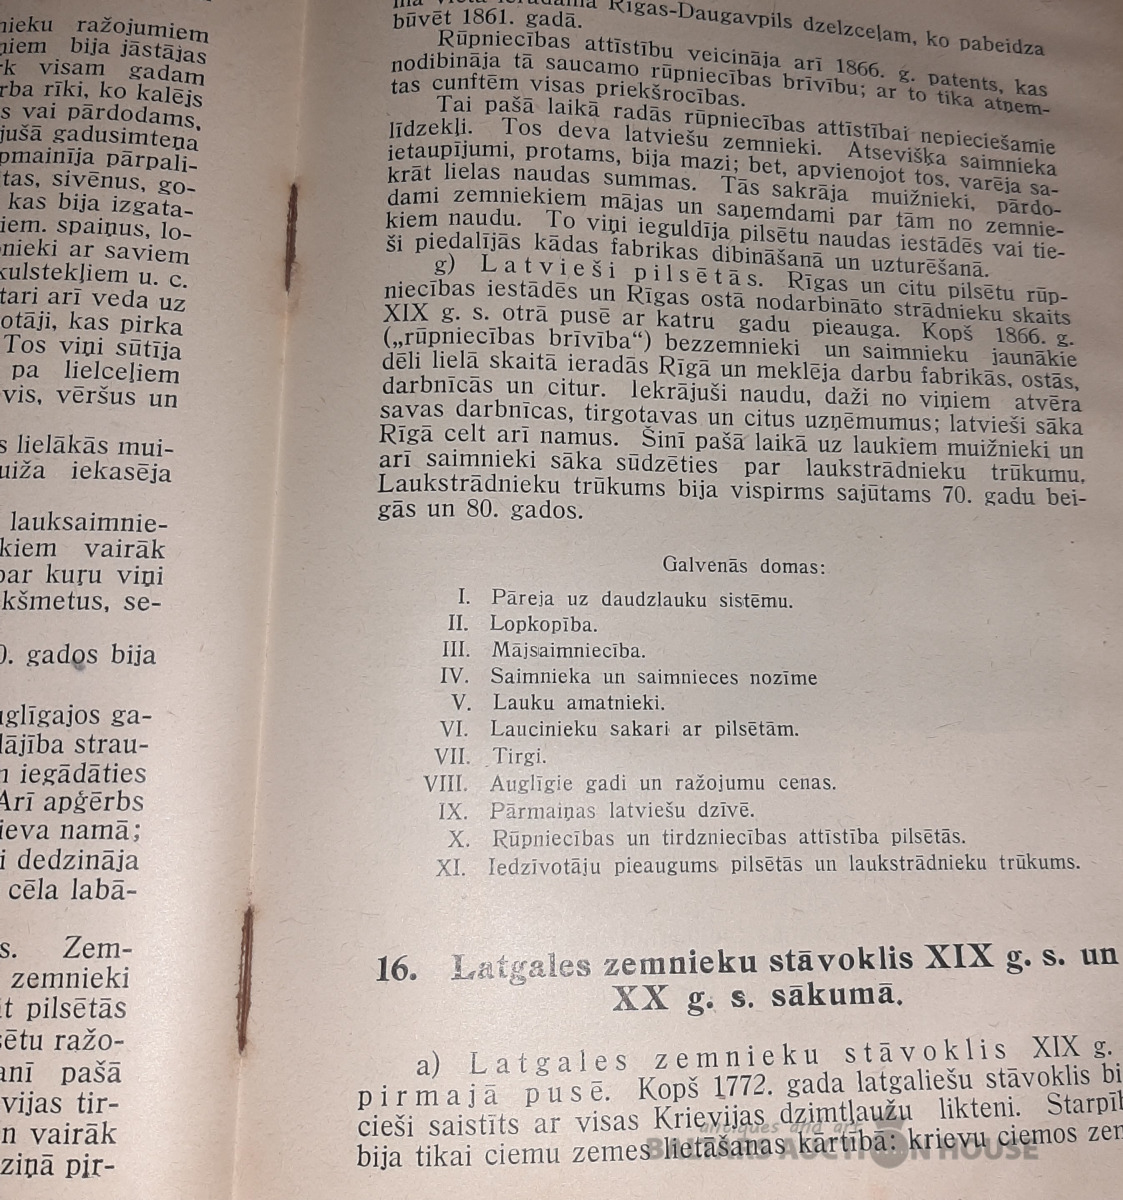 nieku ražojumiem
niem bija jāstājas
rk visam gadam
rba rīki, ko kalējs
s vai pārdodams,
jušā gadusimteņa
pmainīja pārpali-
tas, sivēnus, go-
kas bija izgata-
iem. spaiņus, lo-
nieki ar saviem
kulstekļiem u. c.
tari arī veda uz
otāji, kas pirka
Tos viņi sūtīja
pa lielceļiem
vis, vēršus un
s lielākās mui-
uiža iekasēja
lauksaimnie-
kiem vairāk
par kuŗu viņi
kšmetus, se-
0. gados bija
uglīgajos ga-
lājība strau-
n iegādāties
Arī apģērbs
ieva namā;
i dedzināja
cēla labā-
s. Zem-
zemnieki
t pilsētās
sētu ražo-
anī pašā
vijas tir-
n vairāk
ziņā pir-
Rīgas-Daugavpils dzelzceļam, ko pabeidza
būvēt 1861. gadā.
Rūpniecības attīstību veicināja arī 1866. g. patents, kas
nodibināja tā saucamo rūpniecības brīvību; ar to tika atņem-
tas cunftēm visas priekšrocības.
Tai pašā laikā radās rūpniecības attīstībai nepieciešamie
līdzekļi. Tos deva latviešu zemnieki. Atsevišķa saimnieka
ietaupījumi, protams, bija mazi; bet, apvienojot tos, varēja sa-
krāt lielas naudas summas. Tās sakrāja muižnieki, pārdo-
dami zemniekiem mājas un saņemdami par tām no zemnie-
kiem naudu. To viņi ieguldīja pilsētu naudas iestādēs vai tie-
ši piedalījās kādas fabrikas dibināšanā un uzturēšanā.
g) Latvieši pilsētās. Rīgas un citu pilsētu rūp-
niecības iestādēs un Rīgas ostā nodarbināto strādnieku skaits
XIX g. s. otrā pusē ar katru gadu pieauga. Kopš 1866. g.
(„rūpniecības brīvība“) bezzemnieki un saimnieku jaunākie
dēli lielā skaitā ieradās Rīgā un meklēja darbu fabrikās, ostās,
darbnīcās un citur. Iekrājuši naudu, daži no viņiem atvēra
savas darbnīcas, tirgotavas un citus uzņēmumus; latvieši sāka
Rīgā celt arī namus. Šinī pašā laikā uz laukiem muižnieki un
arī saimnieki sāka sūdzēties par laukstrādnieku trūkumu.
Laukstrādnieku trūkums bija vispirms sajūtams 70. gadu bei-
gās un 80. gados.
Galvenās domas:
I. Pāreja uz daudzlauku sistēmu.
II. Lopkopība.
III. Mājsaimniecība.
IV. Saimnieka un saimnieces nozīme
V. Lauku amatnieki.
VI. Laucinieku sakari ar pilsētām.
VII. Tirgi.
VIII. Auglīgie gadi un ražojumu cenas.
IX. Pārmaiņas latviešu dzīvē.
X. Rūpniecības un tirdzniecības attīstība pilsētās.
XI. Iedzīvotāju pieaugums pilsētās un laukstrādnieku trūkums.
16. Latgales zemnieku stāvoklis XIX g. s. un
XX g. s. sākumā.
a) Latgales zemnieku stāvoklis XIX g.
pirmajā pusē. Kopš 1772. gada latgaliešu stāvoklis bi
cieši saistīts ar visas Krievijas dzimtļaužu likteni. Starpīb
bija tikai ciemu zemes lietāšanas kārtībā: krievu ciemos zem
antiques and art
AUCTION HOUSE